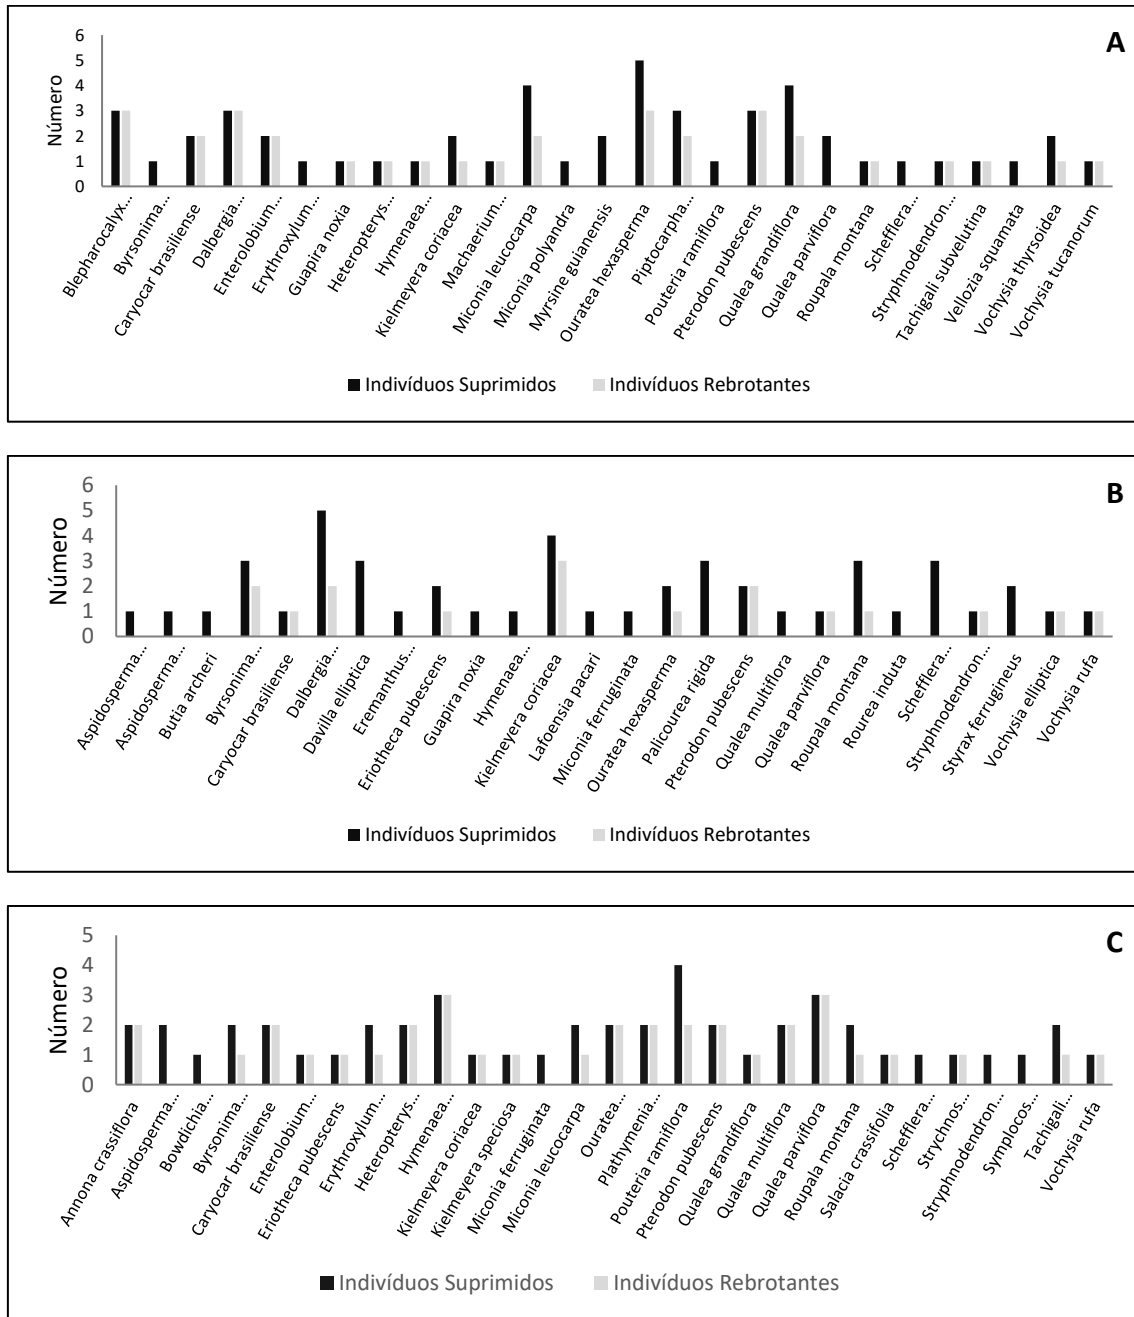 A
Número
6
5
4
3
2
1
0
Blepharocalyx...
Byrsonima...
Caryocar brasiliense
Dalbergia...
Enterolobium...
Erythroxylum...
Guapira noxia
Heteropterys...
Hymenaea...
Kielmeyera coriacea
Machaerium...
Miconia leucocarpa
Miconia polyandra
Myrsine guianensis
Ouratea hexasperma
Piptocarpha...
Pouteria ramiflora
Pterodon pubescens
Qualea grandiflora
Qualea parviflora
Roupala montana
Schefflera...
Stryphnodendron...
Tachigali subvelutina
Vellozia squamata
Vochysia thyrsoidea
Vochysia tucanorum
Indivíduos Suprimidos Indivíduos Rebrotantes
B
Número
6
5
4
3
2
1
0
Aspidosperma...
Aspidosperma...
Butia archeri
Byrsonima...
Caryocar brasiliense
Dalbergia...
Davilla elliptica
Eremanthus...
Eriotheca pubescens
Guapira noxia
Hymenaea...
Kielmeyera coriacea
Lafoensia pacari
Miconia ferruginata
Ouratea hexasperma
Palicourea rigida
Pterodon pubescens
Qualea multiflora
Qualea parviflora
Roupala montana
Rourea induta
Schefflera...
Stryphnodendron...
Styrax ferrugineus
Vochysia elliptica
Vochysia rufa
Indivíduos Suprimidos Indivíduos Rebrotantes
C
Número
5
4
3
2
1
0
Annona crassiflora
Aspidosperma...
Bowdichia...
Byrsonima...
Caryocar brasiliense
Enterolobium...
Eriotheca pubescens
Erythroxylum...
Heteropterys...
Hymenaea...
Kielmeyera coriacea
Kielmeyera speciosa
Miconia ferruginata
Miconia leucocarpa
Ouratea...
Plathymenia...
Pouteria ramiflora
Pterodon pubescens
Qualea grandiflora
Qualea multiflora
Qualea parviflora
Roupala montana
Salacia crassifolia
Schefflera...
Strychnos...
Stryphnodendron...
Symplocos...
Tachigali...
Vochysia rufa
Indivíduos Suprimidos Indivíduos Rebrotantes